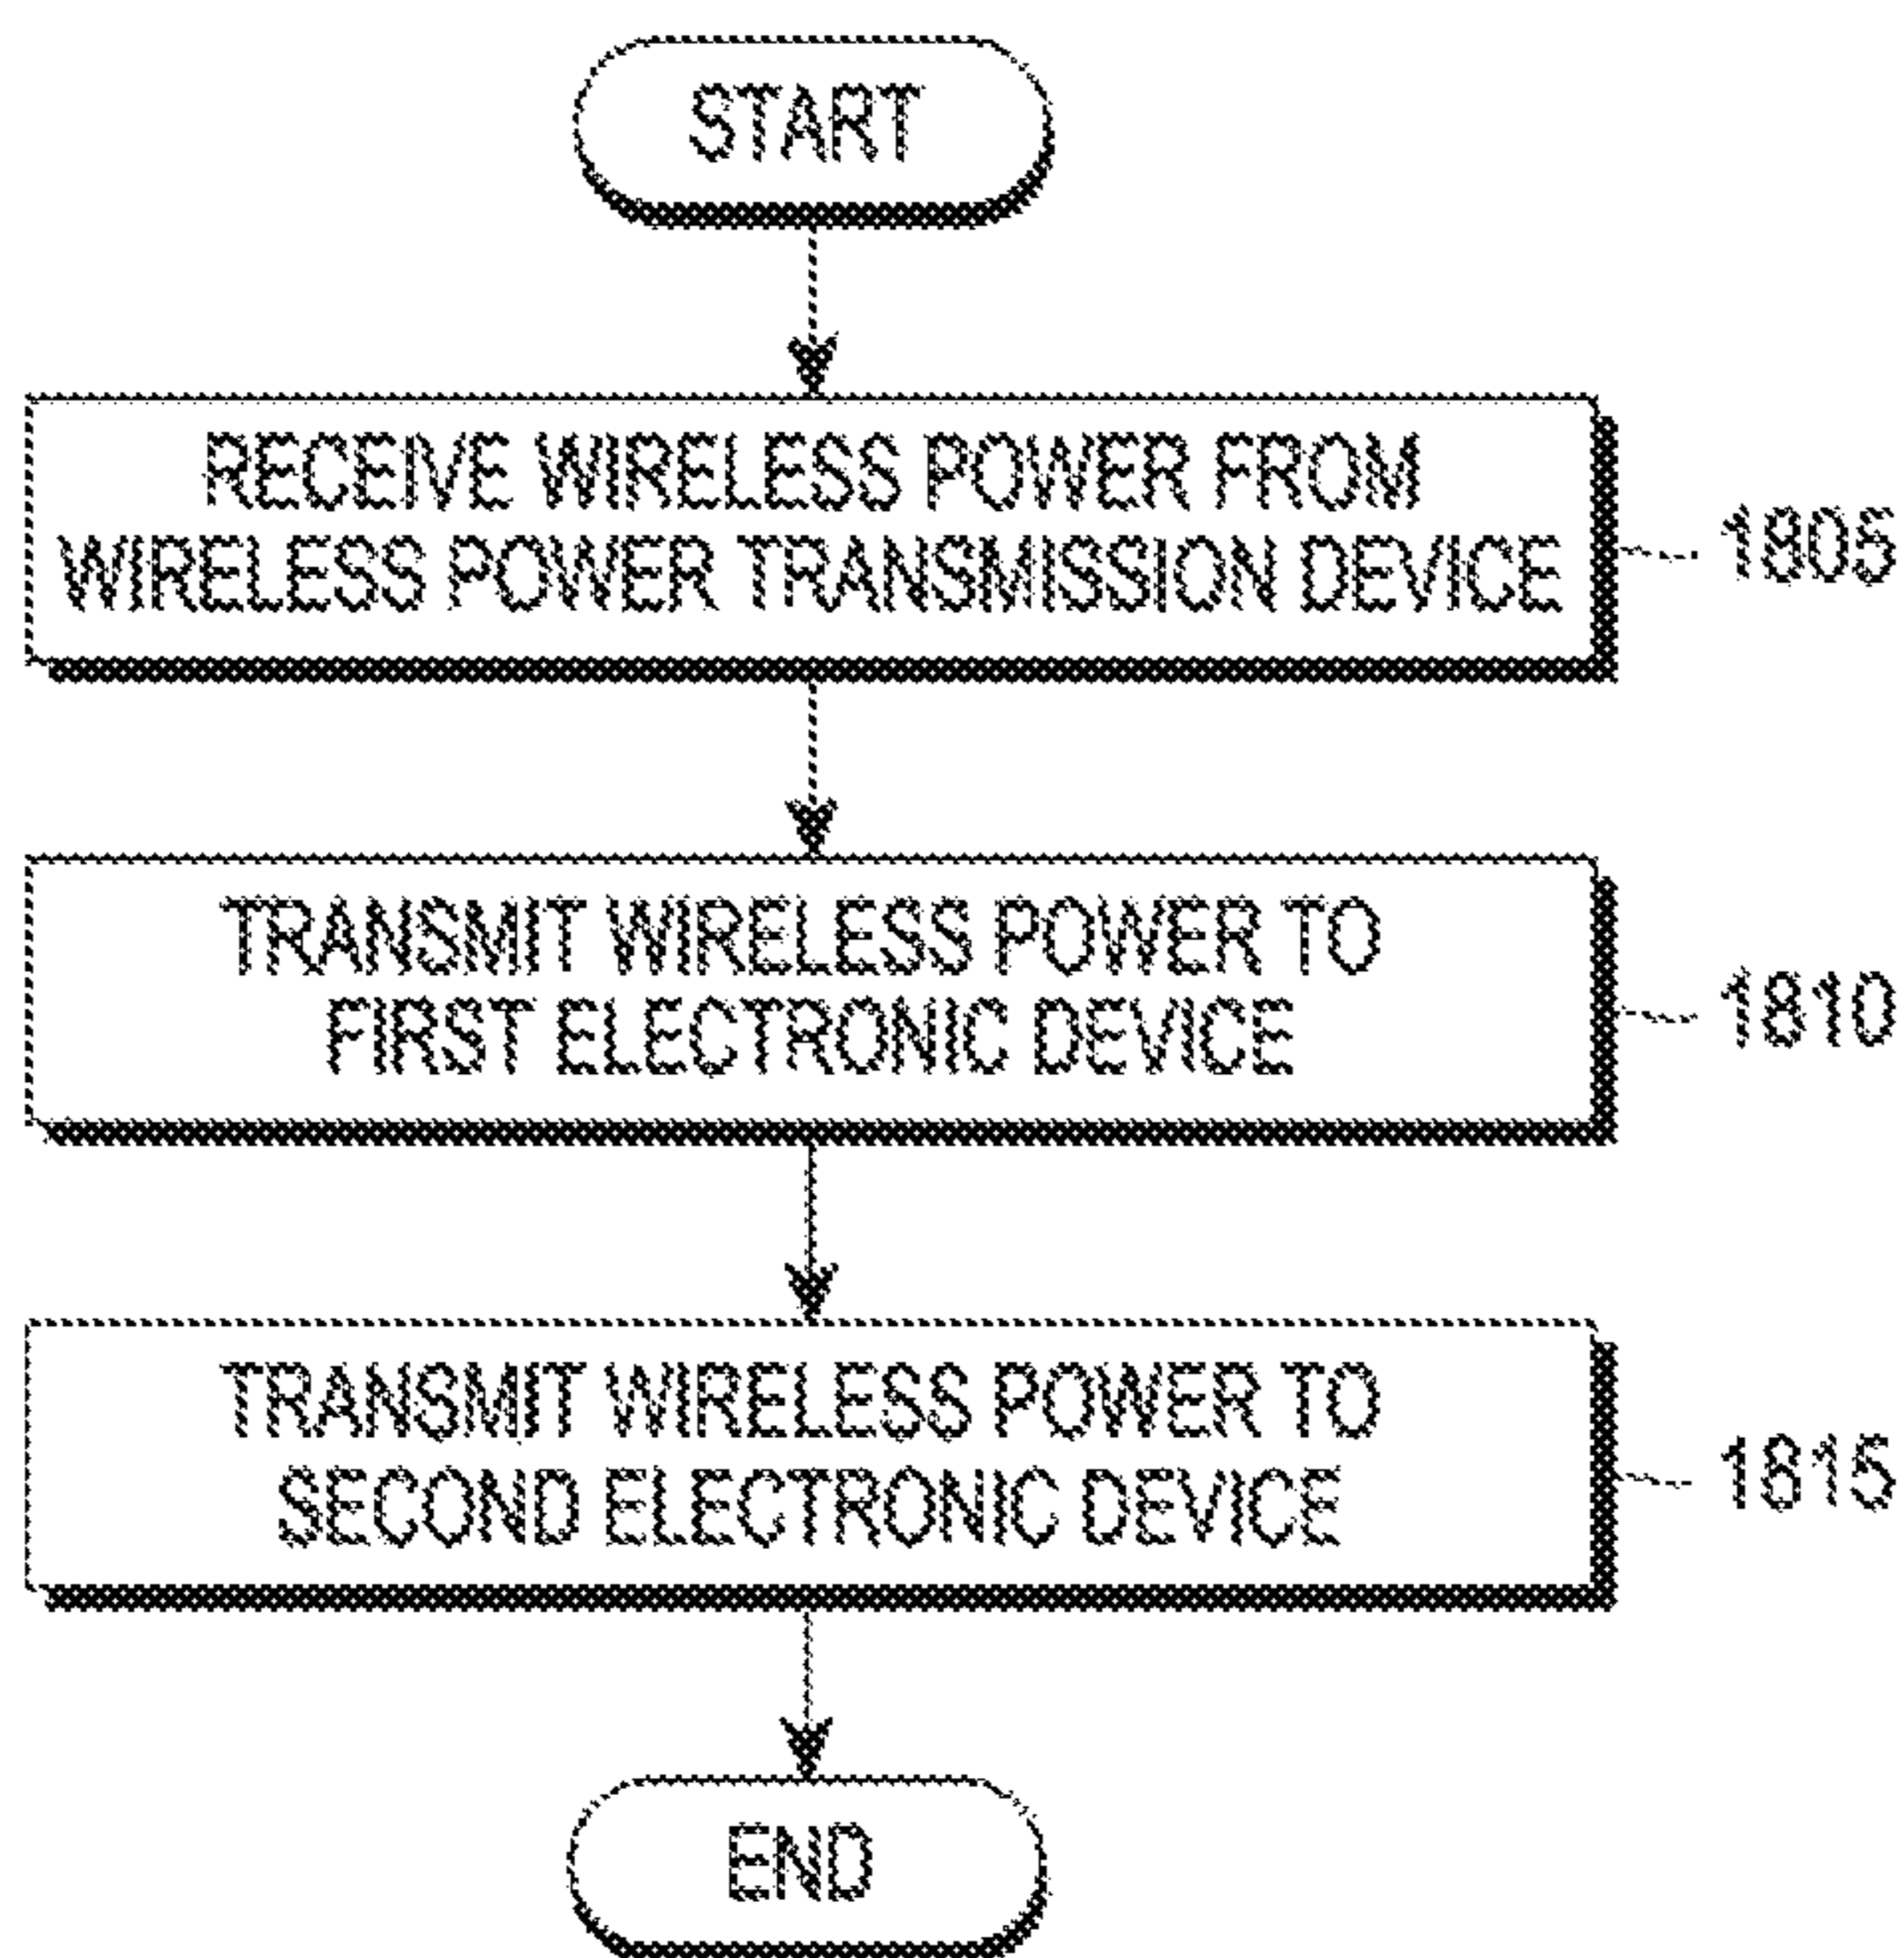 START
RECEIVE WIRELESS POWER FROM
WIRELESS POWER TRANSMISSION DEVICE
1805
TRANSMIT WIRELESS POWER TO
FIRST ELECTRONIC DEVICE
1810
TRANSMIT WIRELESS POWER TO
SECOND ELECTRONIC DEVICE
1815
END